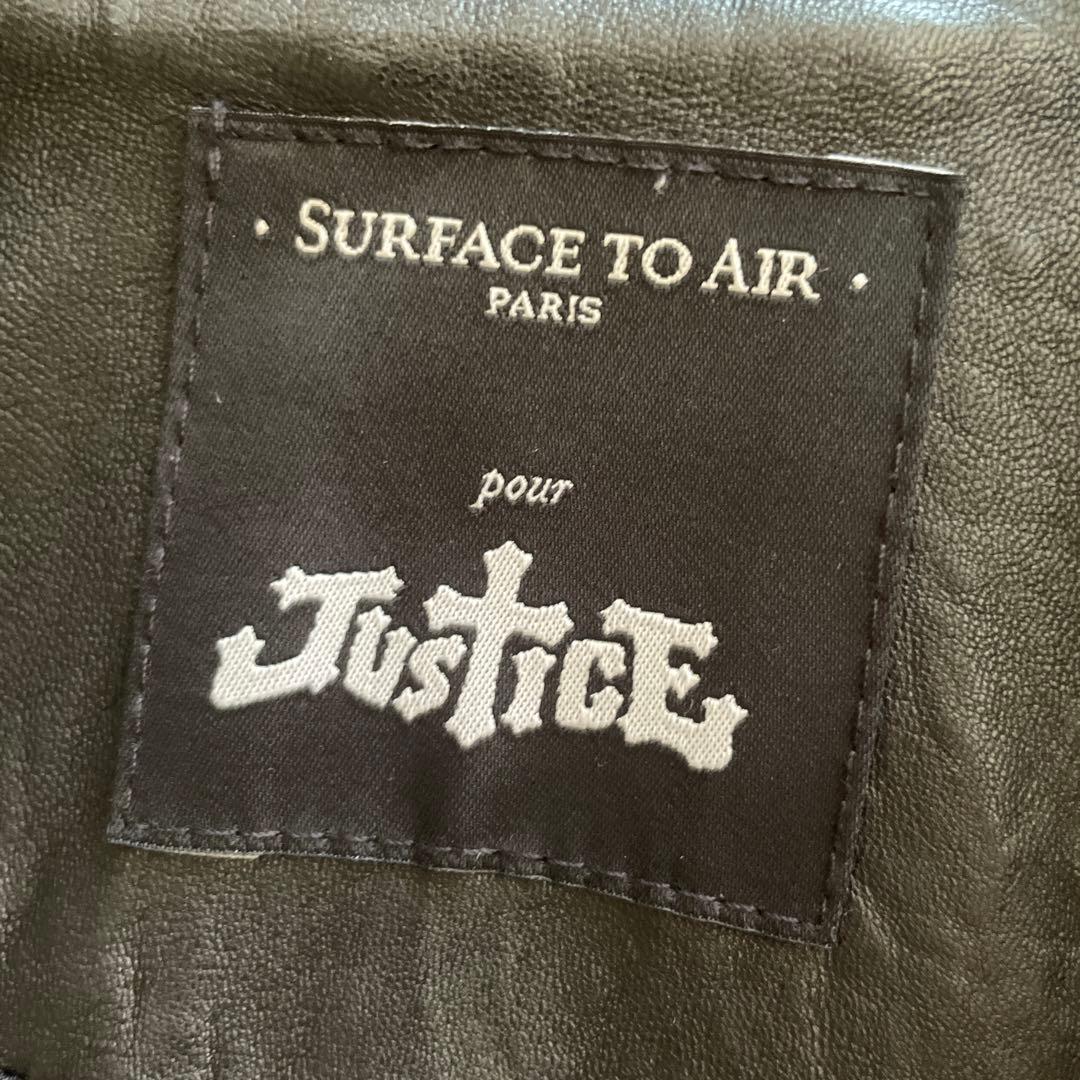 · SURFACE TO AIR ·
PARIS
pour
JUSTICE